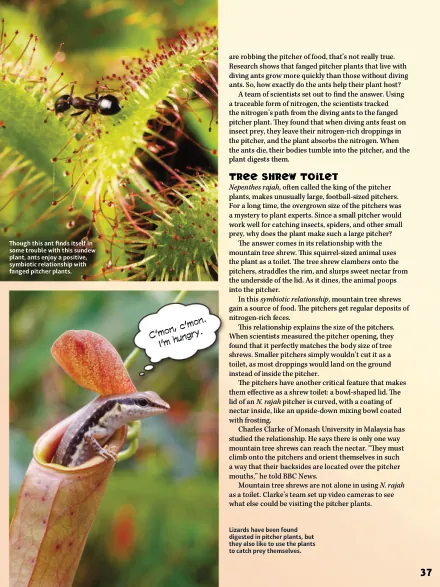 are robbing the pitcher of food, that's not really true.
Research shows that fanged pitcher plants that live with
diving ants grow more quickly than those without diving
ants. So, how exactly do the ants help their plant host?
A team of scientists set out to find the answer. Using
a traceable form of nitrogen, the scientists tracked
the nitrogen's path from the diving ants to the fanged
pitcher plant. They found that when diving ants feast on
insect prey, they leave their nitrogen-rich droppings in
the pitcher, and the plant absorbs the nitrogen. When
the ants die, their bodies tumble into the pitcher, and the
plant digests them.
Tree Shrew Toilet
Nepenthes rajah, often called the king of the pitcher
plants, makes unusually large, football-sized pitchers.
For a long time, the overgrown size of the pitchers was
a mystery to plant experts. Since a small pitcher would
work well for catching insects, spiders, and other small
prey, why does the plant make such a large pitcher?
The answer comes in its relationship with the
mountain tree shrew. This squirrel-sized animal uses
the plant as a toilet. The tree shrew clambers onto the
pitchers, straddles the rim, and slurps sweet nectar from
the underside of the lid. As it dines, the animal poops
into the pitcher.
In this symbiotic relationship, mountain tree shrews
gain a source of food. The pitchers get regular deposits of
nitrogen-rich feces.
This relationship explains the size of the pitchers.
When scientists measured the pitcher opening, they
found that it perfectly matches the body size of tree
shrews. Smaller pitchers simply wouldn't cut it as a
toilet, as most droppings would land on the ground
instead of inside the pitcher.
The pitchers have another critical feature that makes
them effective as a shrew toilet: a bowl-shaped lid. The
lid of an N. rajah pitcher is curved, with a coating of
nectar inside, like an upside-down mixing bowl coated
with frosting.
Charles Clarke of Monash University in Malaysia has
studied the relationship. He says there is only one way
mountain tree shrews can reach the nectar. "They must
climb onto the pitchers and orient themselves in such
a way that their backsides are located over the pitcher
mouths," he told BBC News.
Mountain tree shrews are not alone in using N. rajah
as a toilet. Clarke's team set up video cameras to see
what else could be visiting the pitcher plants.
Though this ant finds itself in
some trouble with this sundew
plant, ants enjoy a positive,
symbiotic relationship with
fanged pitcher plants.
C'mon, c'mon.
I'm hungry.
Lizards have been found
digested in pitcher plants, but
they also like to use the plants
to catch prey themselves.
37